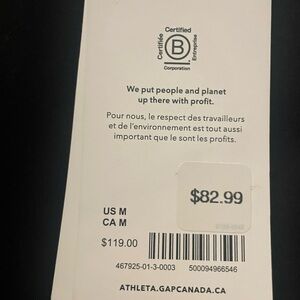 Certified
Certifiée
B
Entreprise
Corporation
We put people and planet
up there with profit.
Pour nous, le respect des travailleurs
et de l'environnement est tout aussi
important que le sont les profits.
$82.99
US M
CA M
$119.00
467925-01-3-0003 500094966546
ATHLETA.GAPCANADA.CA